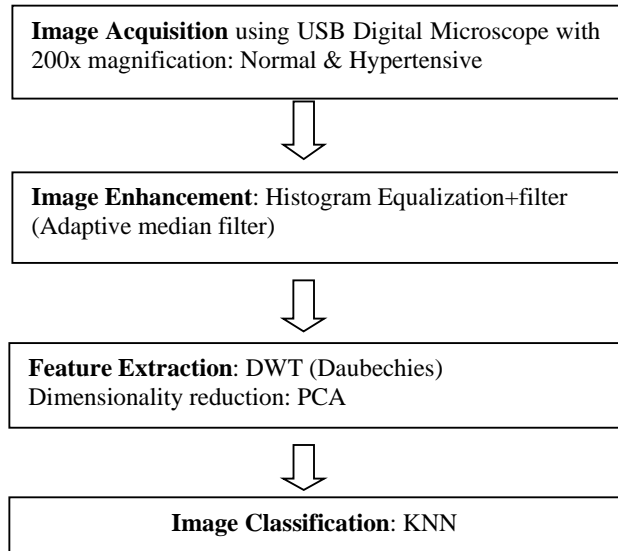 Image Acquisition using USB Digital Microscope with
200x magnification: Normal & Hypertensive
Image Enhancement: Histogram Equalization+filter
(Adaptive median filter)
Feature Extraction: DWT (Daubechies)
Dimensionality reduction: PCA
Image Classification: KNN